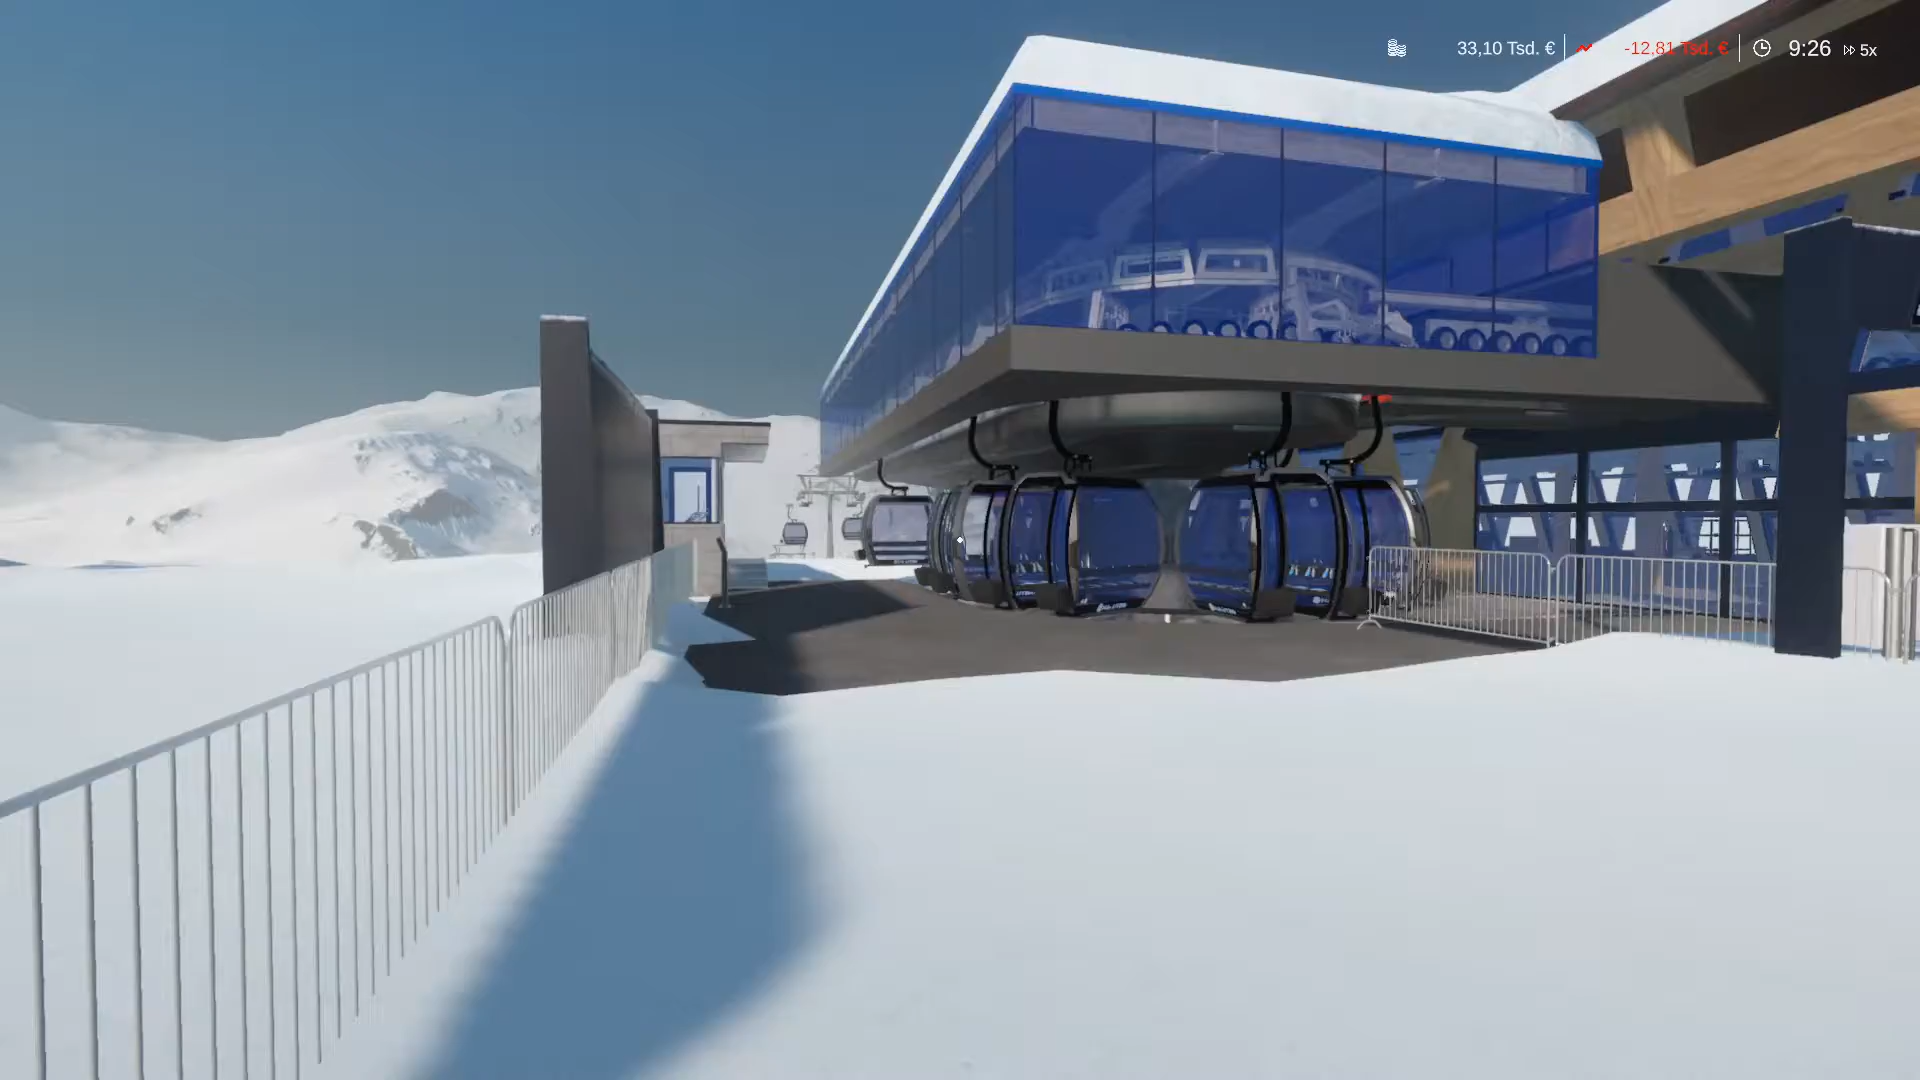 33,10 Tsd. € -12,81 Tsd. € 9:26 5x